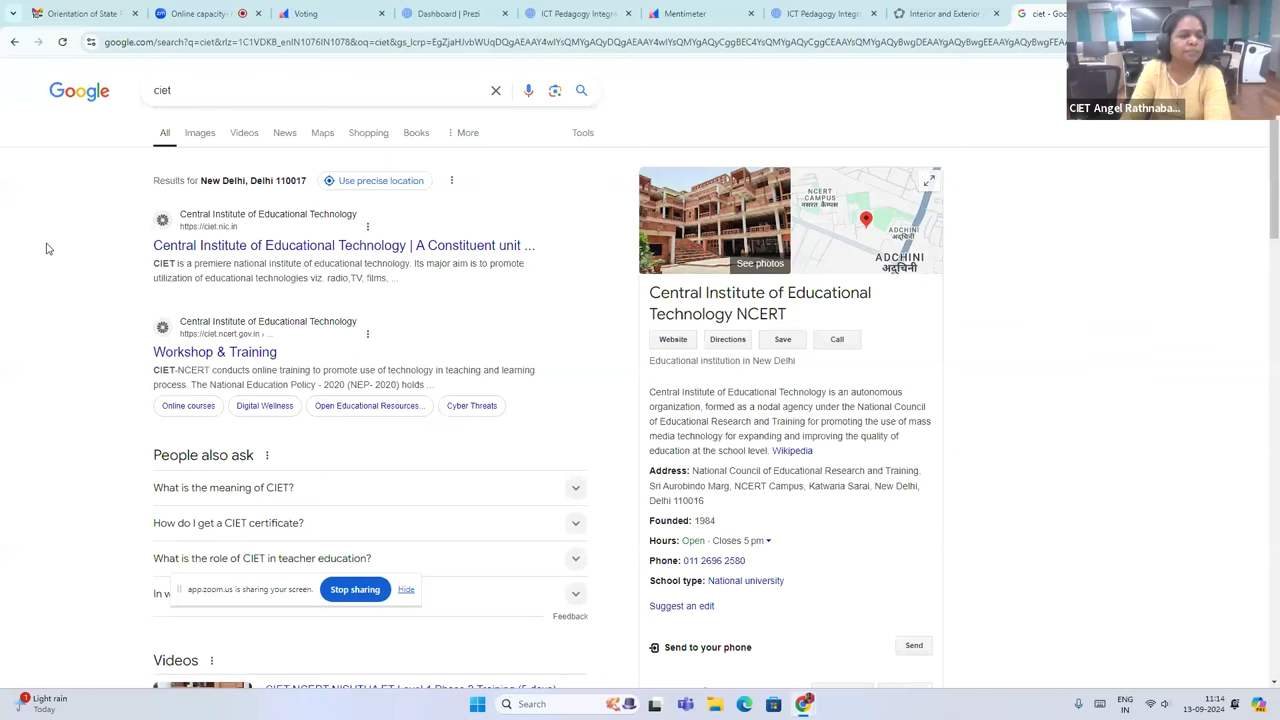 Orientation of State F
Online capacity-
Voting
Dashboard | Prezi
ICT Pedagogy Integra
Mentimeter
ICT Pedagogy Integra
Interior and Exterior
google.com/search?q=ciet&rlz=
Google
ciet
All
Images
Videos
News
Maps
Shopping
Books
More
Tools
Results for New Delhi, Delhi 110017
Use precise location
Central Institute of Educational Technology
https://ciet.nic.in
Central Institute of Educational Technology | A Constituent unit ...
CIET is a premiere national institute of educational technology. Its major aim is to promote
utilization of educational technologies viz. radio,TV, films, ...
Central Institute of Educational Technology
https://ciet.ncert.gov.in › ...
Workshop & Training
CIET-NCERT conducts online training to promote use of technology in teaching and learning
process. The National Education Policy - 2020 (NEP- 2020) holds ...
Online courses
Digital Wellness
Open Educational Resources...
Cyber Threats
People also ask
What is the meaning of CIET?
How do I get a CIET certificate?
What is the role of CIET in teacher education?
In w
app.zoom.us is sharing your screen.
Stop sharing
Hide
Feedback
Videos
CIET NCERT
Training (5 days)
See photos
NCERT
CAMPUS
ADCHINI
अदचिनी
ADCHINI
अदचिनी
Central Institute of Educational
Technology NCERT
Website
Directions
Save
Call
Educational institution in New Delhi
Central Institute of Educational Technology is an autonomous
organization, formed as a nodal agency under the National Council
of Educational Research and Training for promoting the use of mass
media technology for expanding and improving the quality of
education at the school level. Wikipedia
Address: National Council of Educational Research and Training,
Sri Aurobindo Marg, NCERT Campus, Katwaria Sarai, New Delhi,
Delhi 110016
Founded: 1984
Hours: Open · Closes 5 pm
Phone: 011 2696 2580
School type: National university
Suggest an edit
Send to your phone
Send
CIET Angel Rathnaba...
1
Light rain
Today
Search
ENG
IN
11:14
13-09-2024